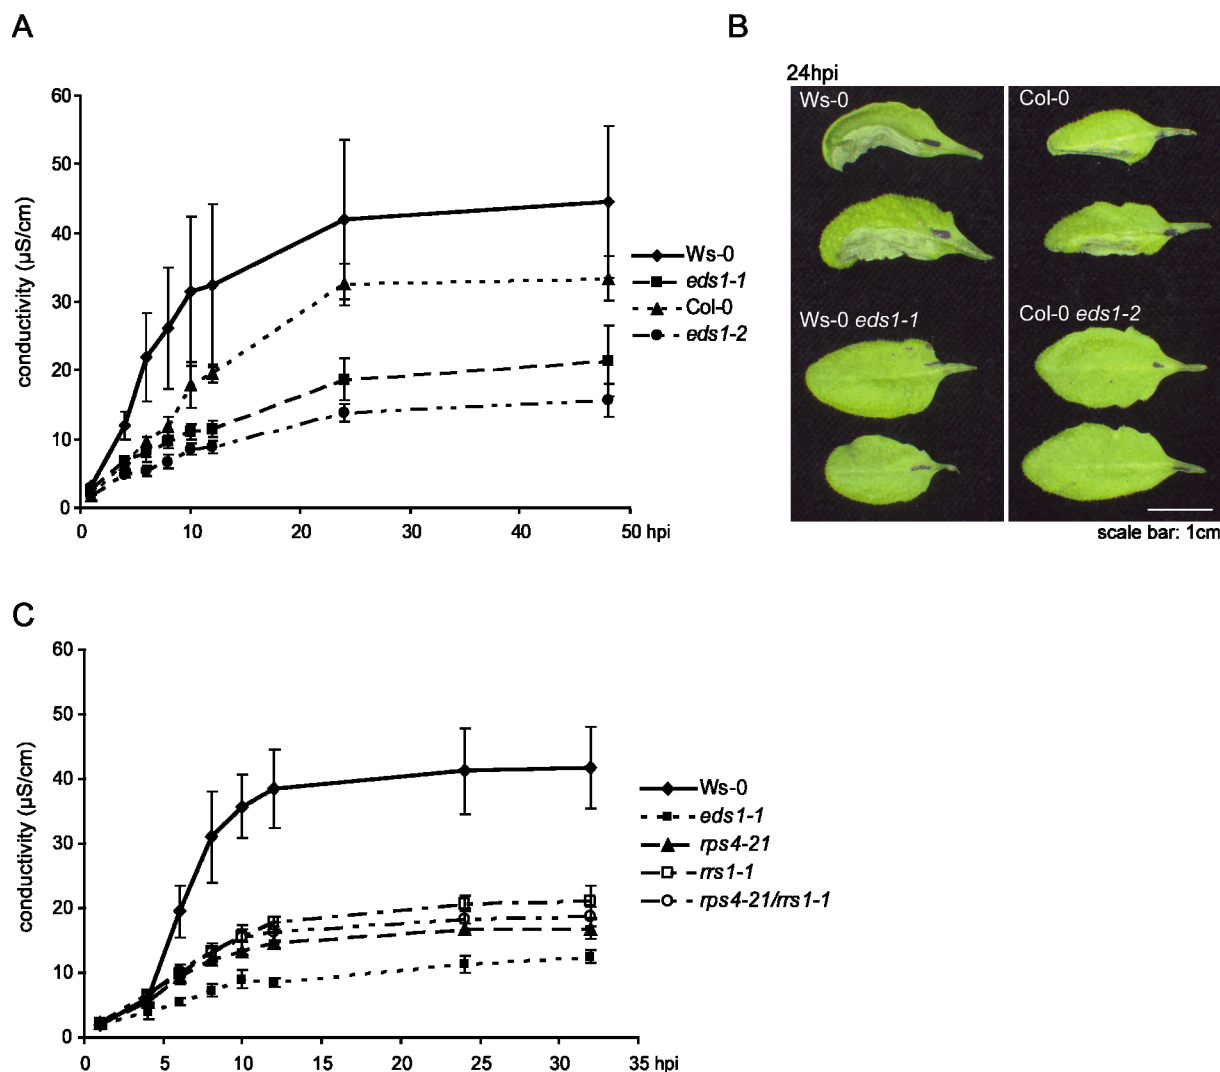 A
60
50
40
30
20
10
0
conductivity (µS/cm)
0 10 20 30 40 50 hpi
Ws-0
eds1-1
Col-0
eds1-2
B
24hpi
Ws-0
Col-0
Ws-0 eds1-1
Col-0 eds1-2
scale bar: 1cm
C
60
50
40
30
20
10
0
conductivity (µS/cm)
0 5 10 15 20 25 30 35 hpi
Ws-0
eds1-1
rps4-21
rrs1-1
rps4-21/rrs1-1